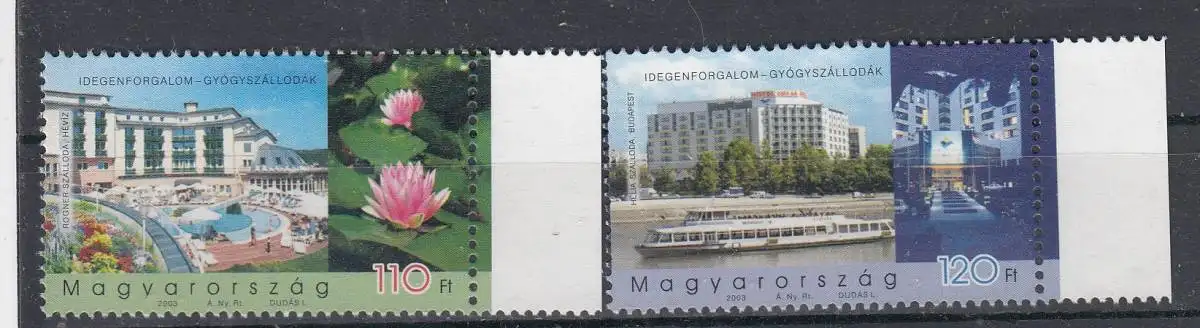 IDEGENFORGALOM – GYÓGYSZÁLLODÁK
ROGNER SZÁLLODA - HÉVÍZ
110 Ft
Magyarország
2003 Á. Ny. Rt. DUDÁS L.
IDEGENFORGALOM – GYÓGYSZÁLLODÁK
HÉLIA SZÁLLODA - BUDAPEST
120 Ft
Magyarország
2003 Á. Ny. Rt. DUDÁS L.